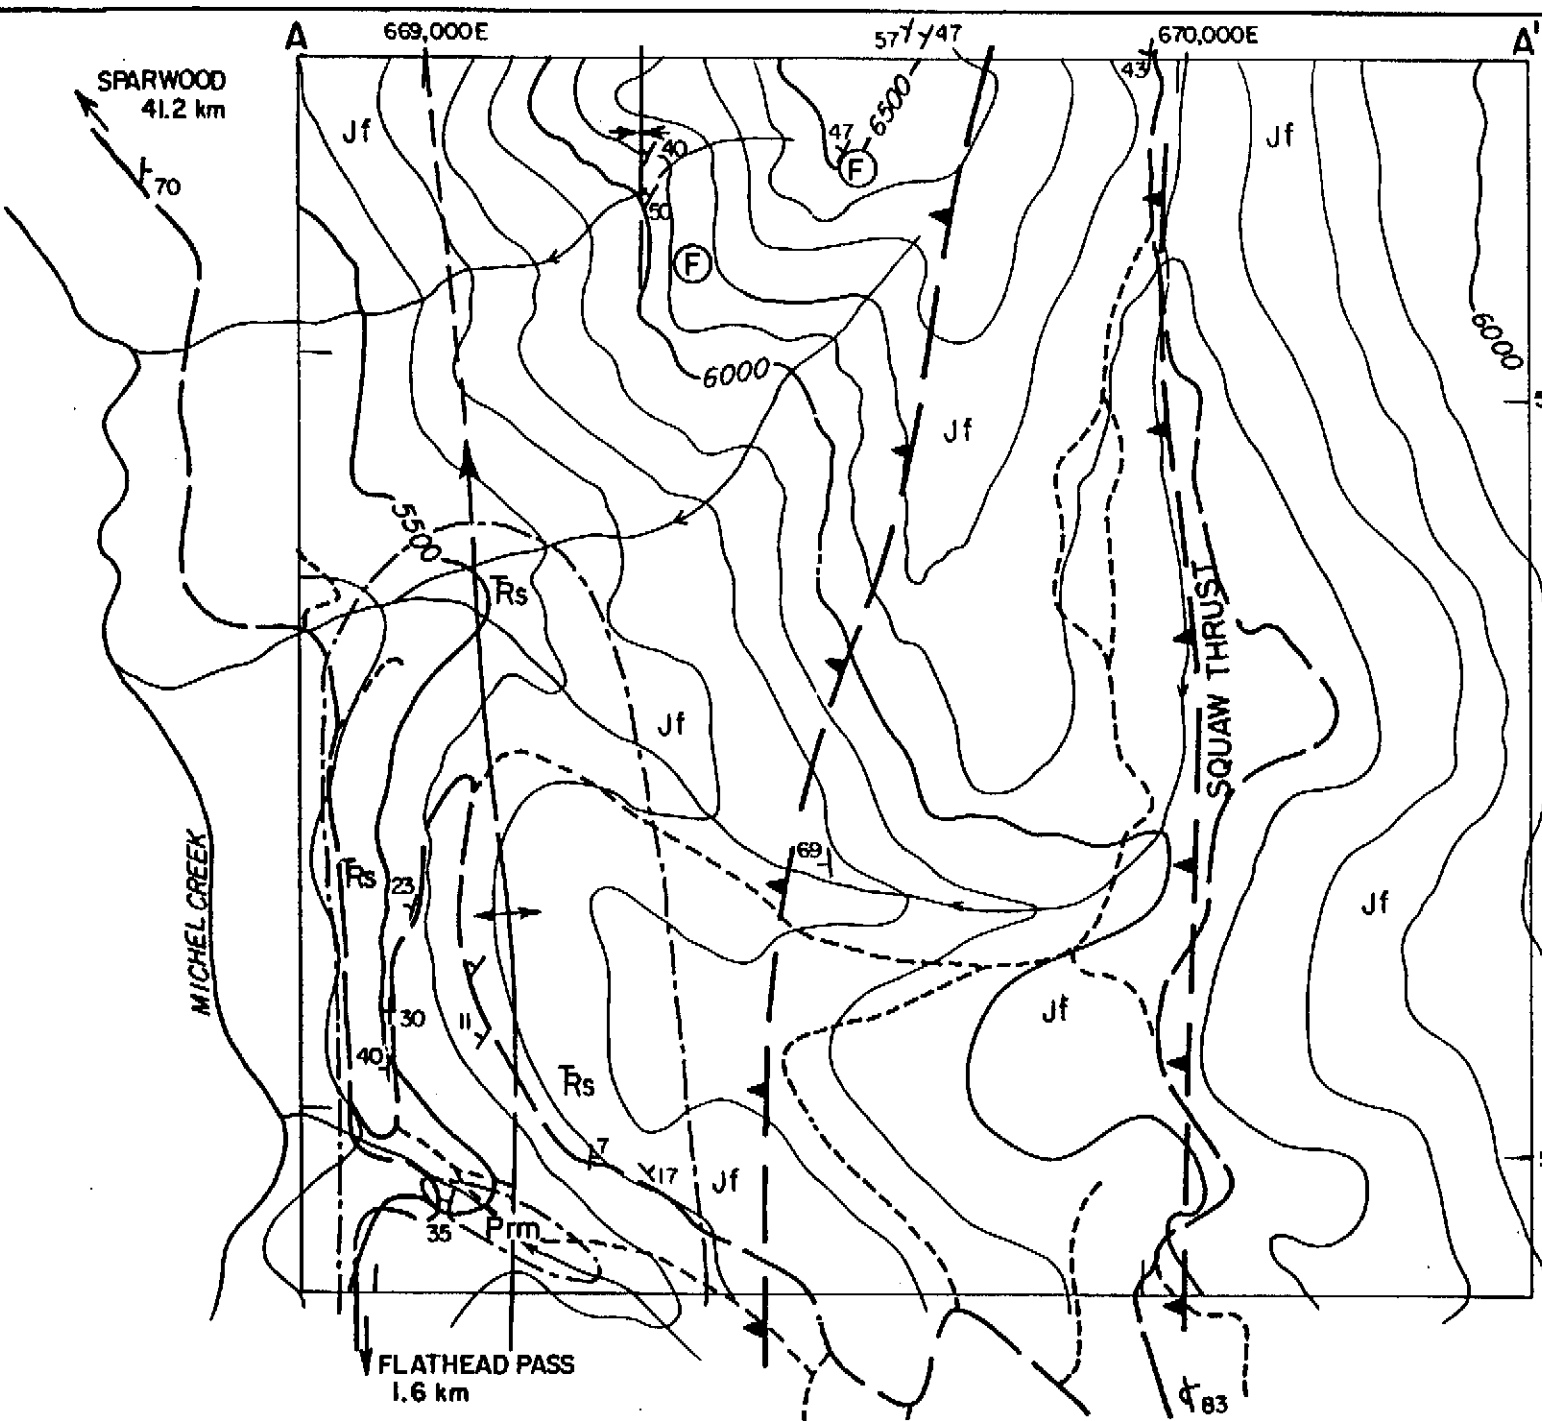 A
669,000E
57 47
670,000E
A'
SPARWOOD
41.2 km
43
6500
Jf
47
Jf
40
F
70
50
F
6000
6000
Jf
5500
TRs
SQUAW THRUST
Jf
MICHEL CREEK
69
TRs
23
Jf
30
11
Jf
40
TRs
7
17
Jf
35
Prm
FLATHEAD PASS
1.6 km
83